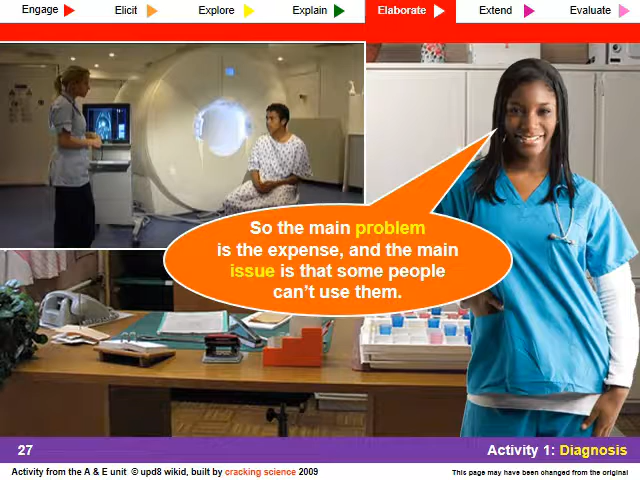 Engage Elicit Explore Explain Elaborate Extend Evaluate
So the main problem
is the expense, and the main
issue is that some people
can't use them.
27 Activity 1: Diagnosis
Activity from the A & E unit © upd8 wikid, built by cracking science 2009 This page may have been changed from the original